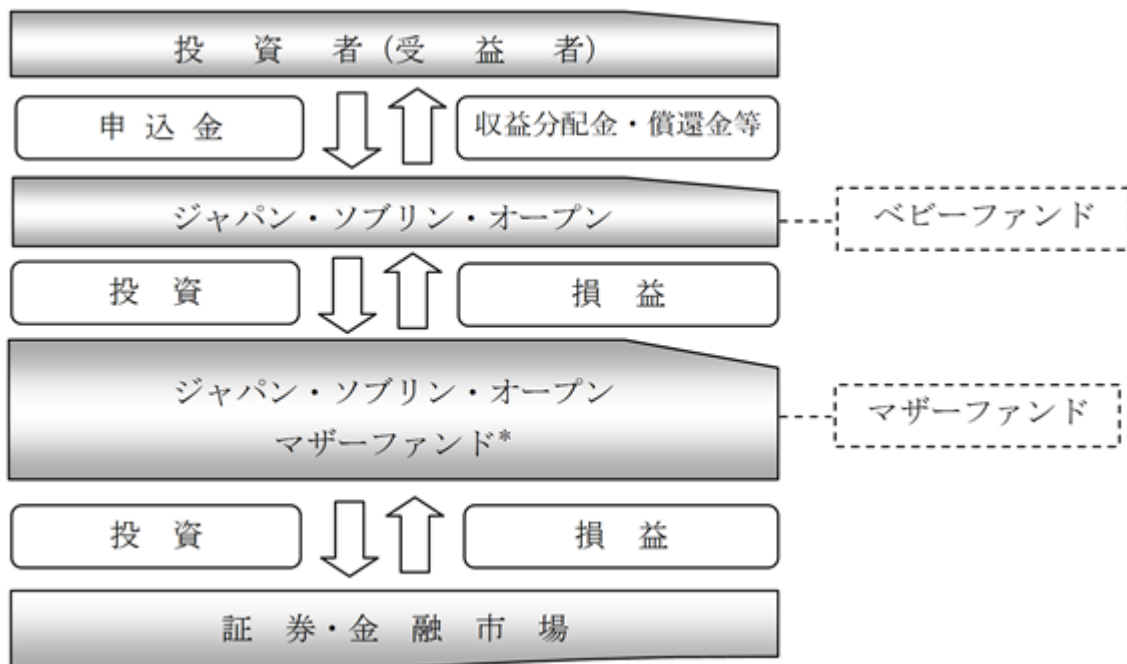 投資者(受益者)
申込金
収益分配金・償還金等
ジャパン・ソブリン・オープン
ベビーファンド
投資
損益
ジャパン・ソブリン・オープン
マザーファンド*
マザーファンド
投資
損益
証券・金融市場